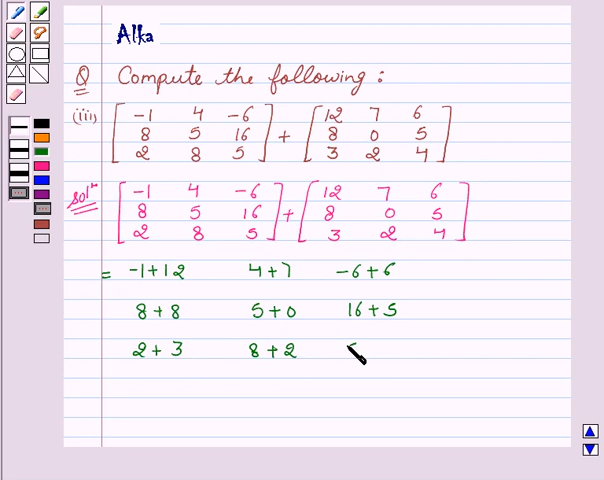 Alka
Q Compute the following :
(iii) [ -1 4 -6 ] + [ 12 7 6 ]
8 5 16 8 0 5
2 8 5 3 2 4
Solⁿ [ -1 4 -6 ] + [ 12 7 6 ]
8 5 16 8 0 5
2 8 5 3 2 4
= -1+12 4+7 -6+6
8+8 5+0 16+5
2+3 8+2